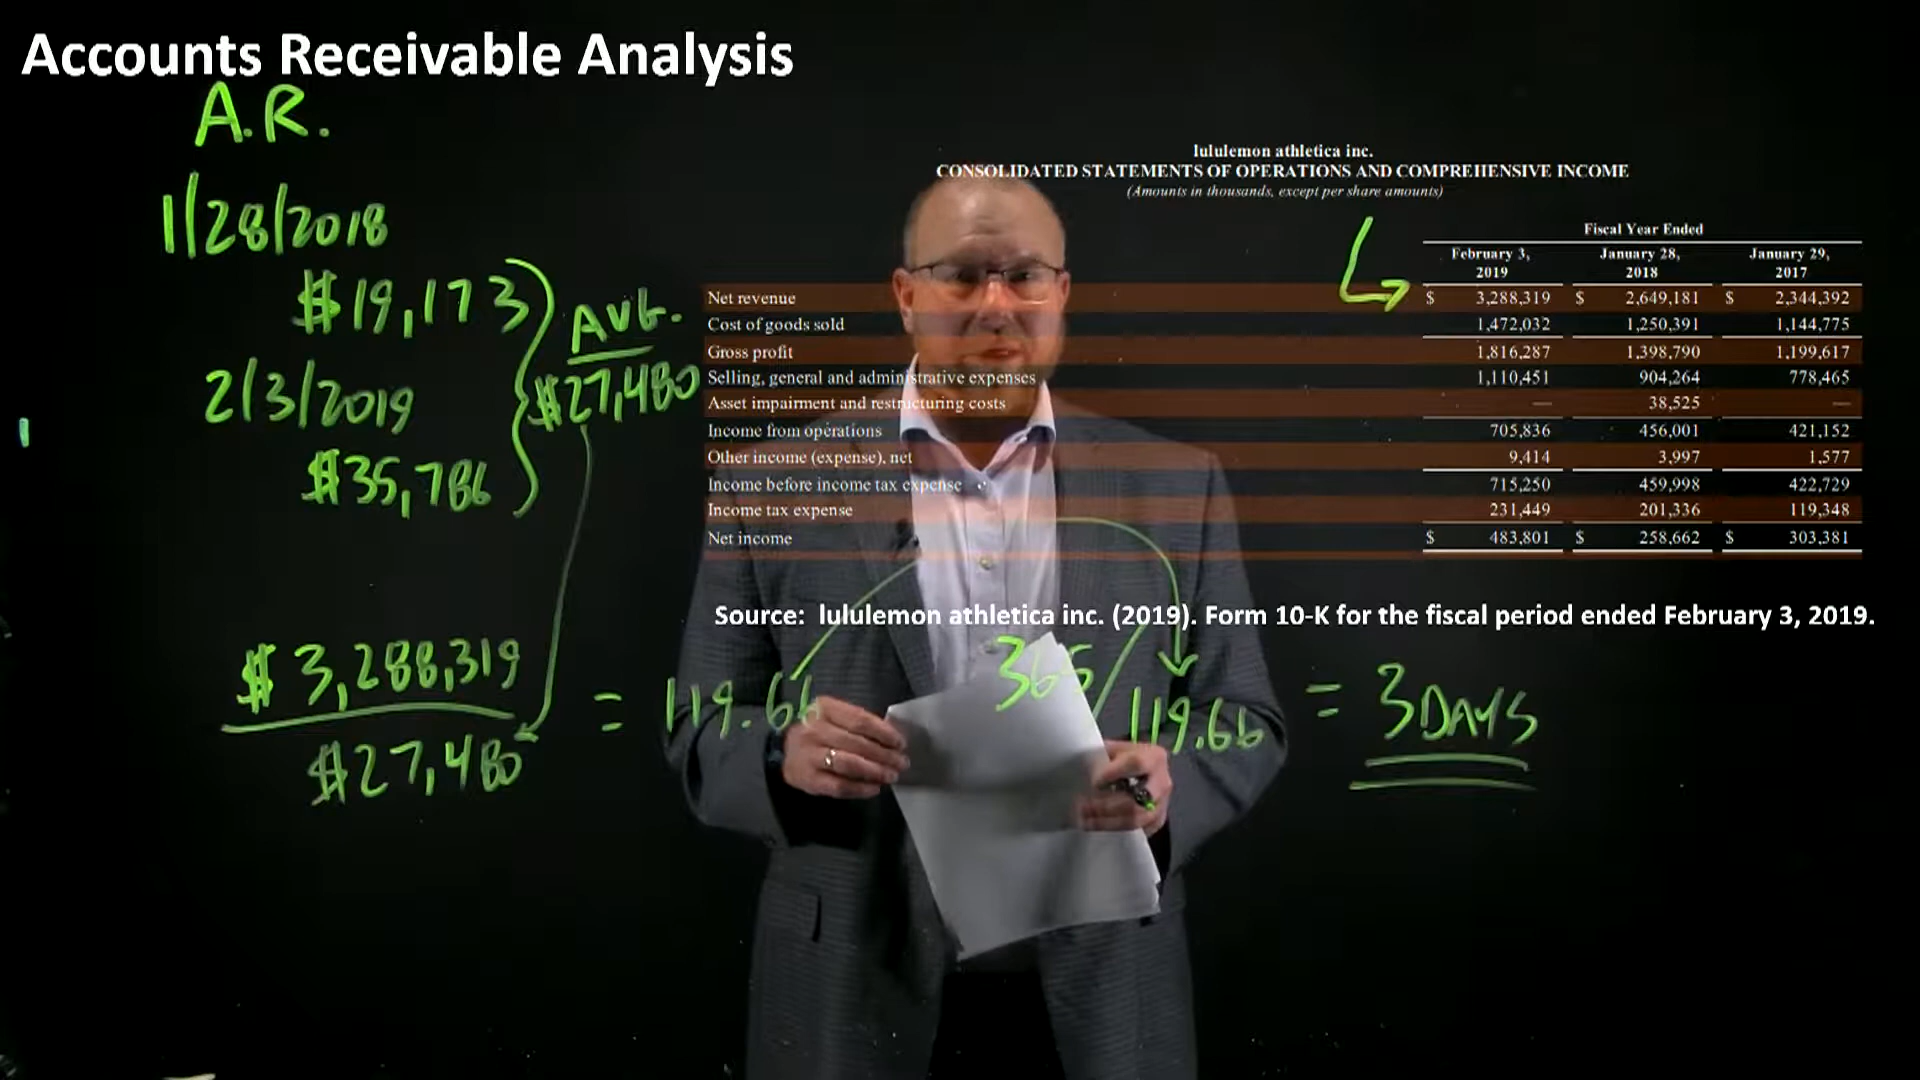 Accounts Receivable Analysis
A.R.
1/28/2018
$19,173
2/3/2019
$35,786
AVG.
$27,480
$3,288,319
$27,480
= 119.66
365/119.66
= 3 DAYS
lululemon athletica inc.
CONSOLIDATED STATEMENTS OF OPERATIONS AND COMPREHENSIVE INCOME
(Amounts in thousands, except per share amounts)
Fiscal Year Ended
February 3, 2019 January 28, 2018 January 29, 2017
Net revenue $ 3,288,319 $ 2,649,181 $ 2,344,392
Cost of goods sold 1,472,032 1,250,391 1,144,775
Gross profit 1,816,287 1,398,790 1,199,617
Selling, general and administrative expenses 1,110,451 904,264 778,465
Asset impairment and restructuring costs — 38,525 —
Income from operations 705,836 456,001 421,152
Other income (expense), net 9,414 3,997 1,577
Income before income tax expense 715,250 459,998 422,729
Income tax expense 231,449 201,336 119,348
Net income $ 483,801 $ 258,662 $ 303,381
Source: lululemon athletica inc. (2019). Form 10-K for the fiscal period ended February 3, 2019.